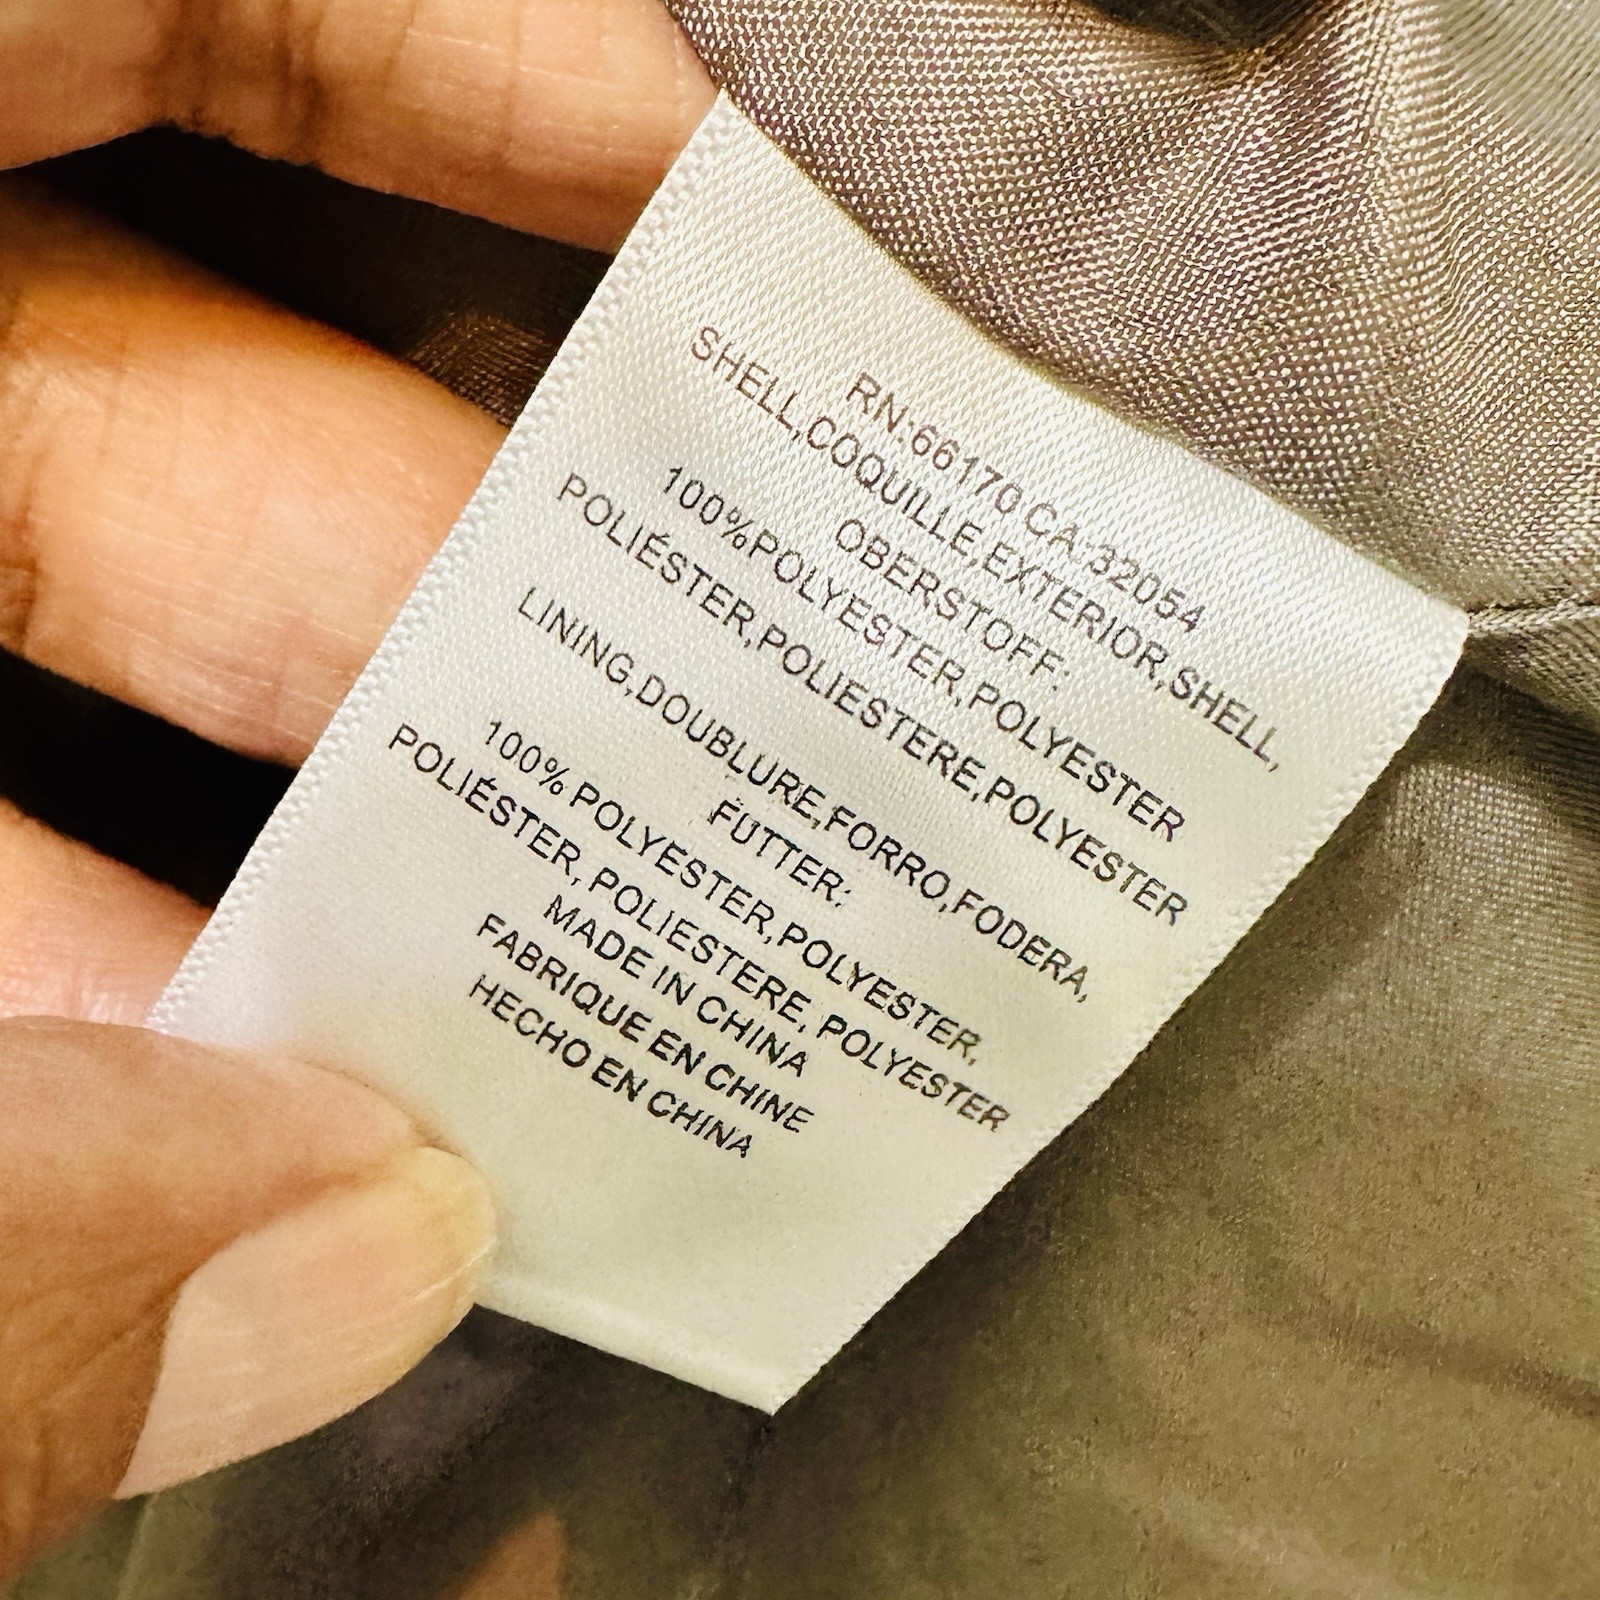 RN:66170 CA:32054
SHELL,COQUILLE,EXTERIOR,SHELL,
OBERSTOFF:
100%POLYESTER,POLYESTER
POLIÉSTER,POLIESTERE,POLYESTER
LINING,DOUBLURE,FORRO,FODERA,
FUTTER:
100% POLYESTER,POLYESTER,
POLIÉSTER, POLIESTERE, POLYESTER
MADE IN CHINA
FABRIQUE EN CHINE
HECHO EN CHINA